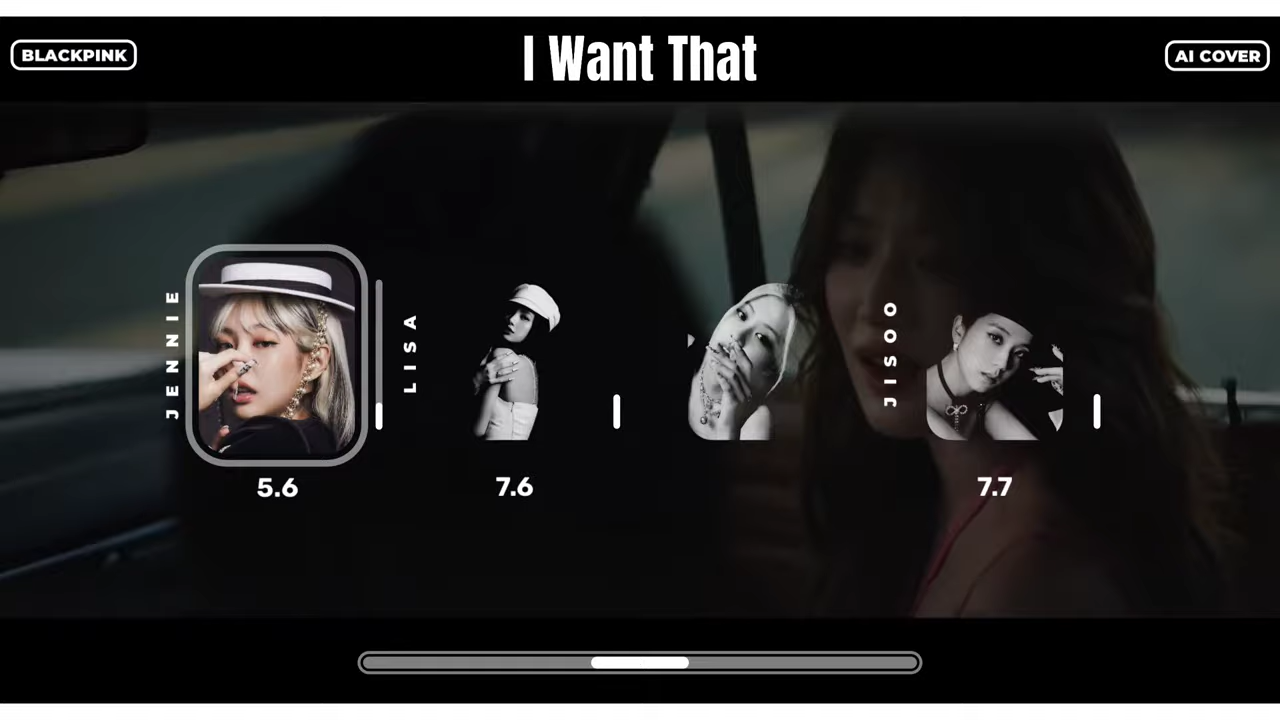 BLACKPINK
I Want That
AI COVER
JENNIE
LISA
JISOO
5.6
7.6
7.7